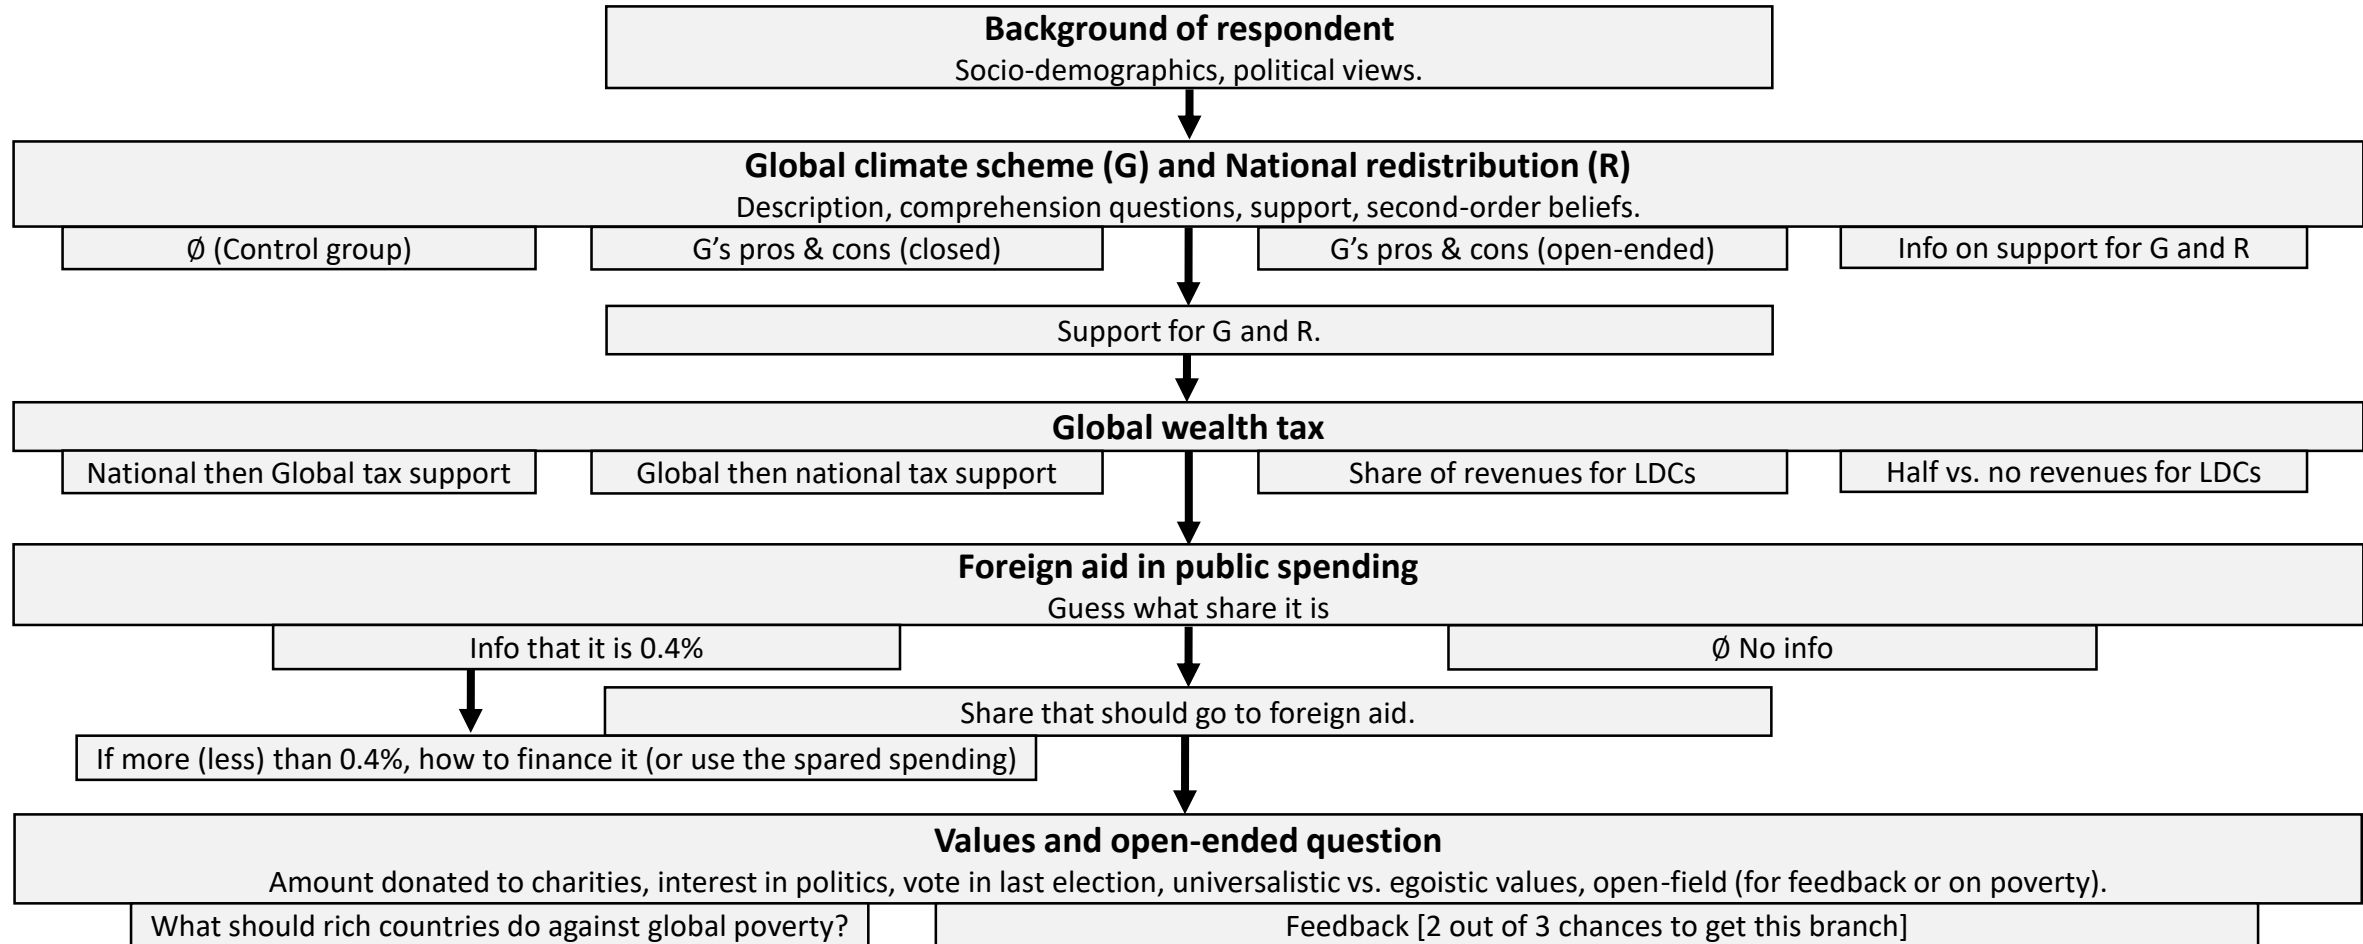 Background of respondent
Socio-demographics, political views.
Global climate scheme (G) and National redistribution (R)
Description, comprehension questions, support, second-order beliefs.
Ø (Control group)
G’s pros & cons (closed)
G’s pros & cons (open-ended)
Info on support for G and R
Support for G and R.
Global wealth tax
National then Global tax support
Global then national tax support
Share of revenues for LDCs
Half vs. no revenues for LDCs
Foreign aid in public spending
Guess what share it is
Info that it is 0.4%
Ø No info
Share that should go to foreign aid.
If more (less) than 0.4%, how to finance it (or use the spared spending)
Values and open-ended question
Amount donated to charities, interest in politics, vote in last election, universalistic vs. egoistic values, open-field (for feedback or on poverty).
What should rich countries do against global poverty?
Feedback [2 out of 3 chances to get this branch]